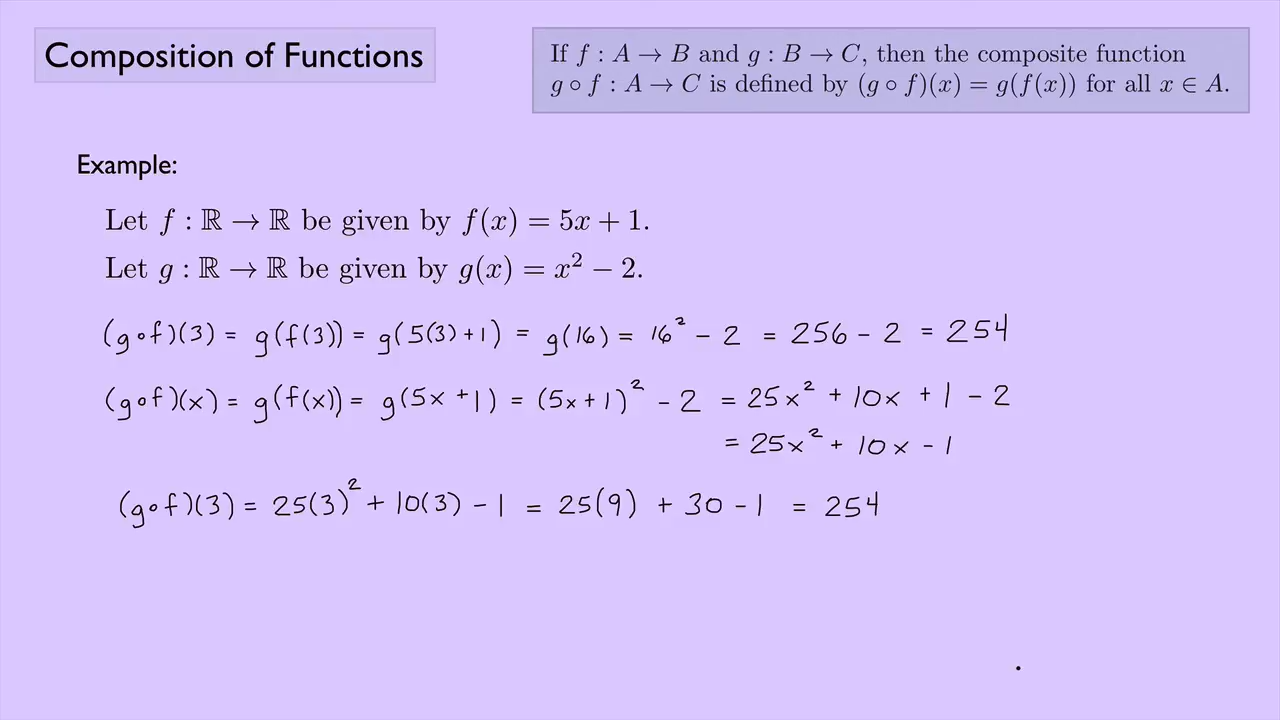 Composition of Functions
If f : A → B and g : B → C, then the composite function
g ∘ f : A → C is defined by (g ∘ f)(x) = g(f(x)) for all x ∈ A.
Example:
Let f : ℝ → ℝ be given by f(x) = 5x + 1.
Let g : ℝ → ℝ be given by g(x) = x² − 2.
(g∘f)(3) = g(f(3)) = g(5(3)+1) = g(16) = 16² − 2 = 256 − 2 = 254
(g∘f)(x) = g(f(x)) = g(5x+1) = (5x+1)² − 2 = 25x² + 10x + 1 − 2
= 25x² + 10x − 1
(g∘f)(3) = 25(3)² + 10(3) − 1 = 25(9) + 30 − 1 = 254